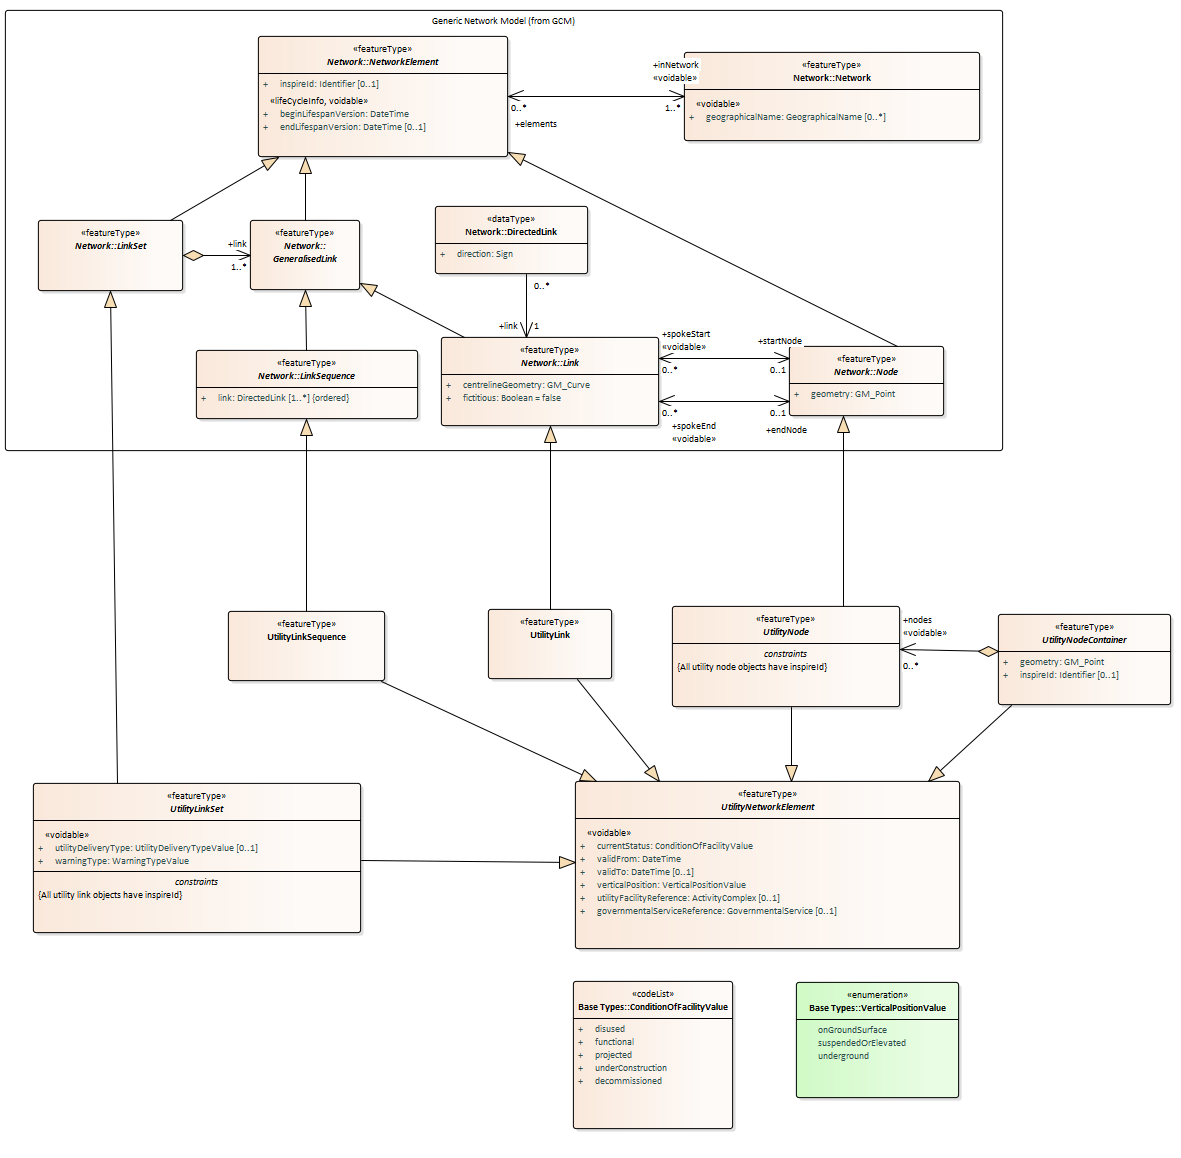 Generic Network Model (from GCM)
«featureType»
Network::NetworkElement
+ inspireId: Identifier [0..1]
«lifeCycleInfo, voidable»
+ beginLifespanVersion: DateTime
+ endLifespanVersion: DateTime [0..1]
+inNetwork
«voidable»
0..*
1..*
+elements
«featureType»
Network::Network
«voidable»
+ geographicalName: GeographicalName [0..*]
«featureType»
Network::LinkSet
+link
1..*
«featureType»
Network::
GeneralisedLink
«dataType»
Network::DirectedLink
+ direction: Sign
0..*
+link
1
«featureType»
Network::LinkSequence
+ link: DirectedLink [1..*] {ordered}
«featureType»
Network::Link
+ centrelineGeometry: GM_Curve
+ fictitious: Boolean = false
+spokeStart
«voidable»
0..*
+startNode
0..1
0..*
+spokeEnd
«voidable»
0..1
+endNode
«featureType»
Network::Node
+ geometry: GM_Point
«featureType»
UtilityLinkSequence
«featureType»
UtilityLink
«featureType»
UtilityNode
constraints
{All utility node objects have inspireId}
+nodes
«voidable»
0..*
«featureType»
UtilityNodeContainer
+ geometry: GM_Point
+ inspireId: Identifier [0..1]
«featureType»
UtilityLinkSet
«voidable»
+ utilityDeliveryType: UtilityDeliveryTypeValue [0..1]
+ warningType: WarningTypeValue
constraints
{All utility link objects have inspireId}
«featureType»
UtilityNetworkElement
«voidable»
+ currentStatus: ConditionOfFacilityValue
+ validFrom: DateTime
+ validTo: DateTime [0..1]
+ verticalPosition: VerticalPositionValue
+ utilityFacilityReference: ActivityComplex [0..1]
+ governmentalServiceReference: GovernmentalService [0..1]
«codeList»
Base Types::ConditionOfFacilityValue
+ disused
+ functional
+ projected
+ underConstruction
+ decommissioned
«enumeration»
Base Types::VerticalPositionValue
onGroundSurface
suspendedOrElevated
underground